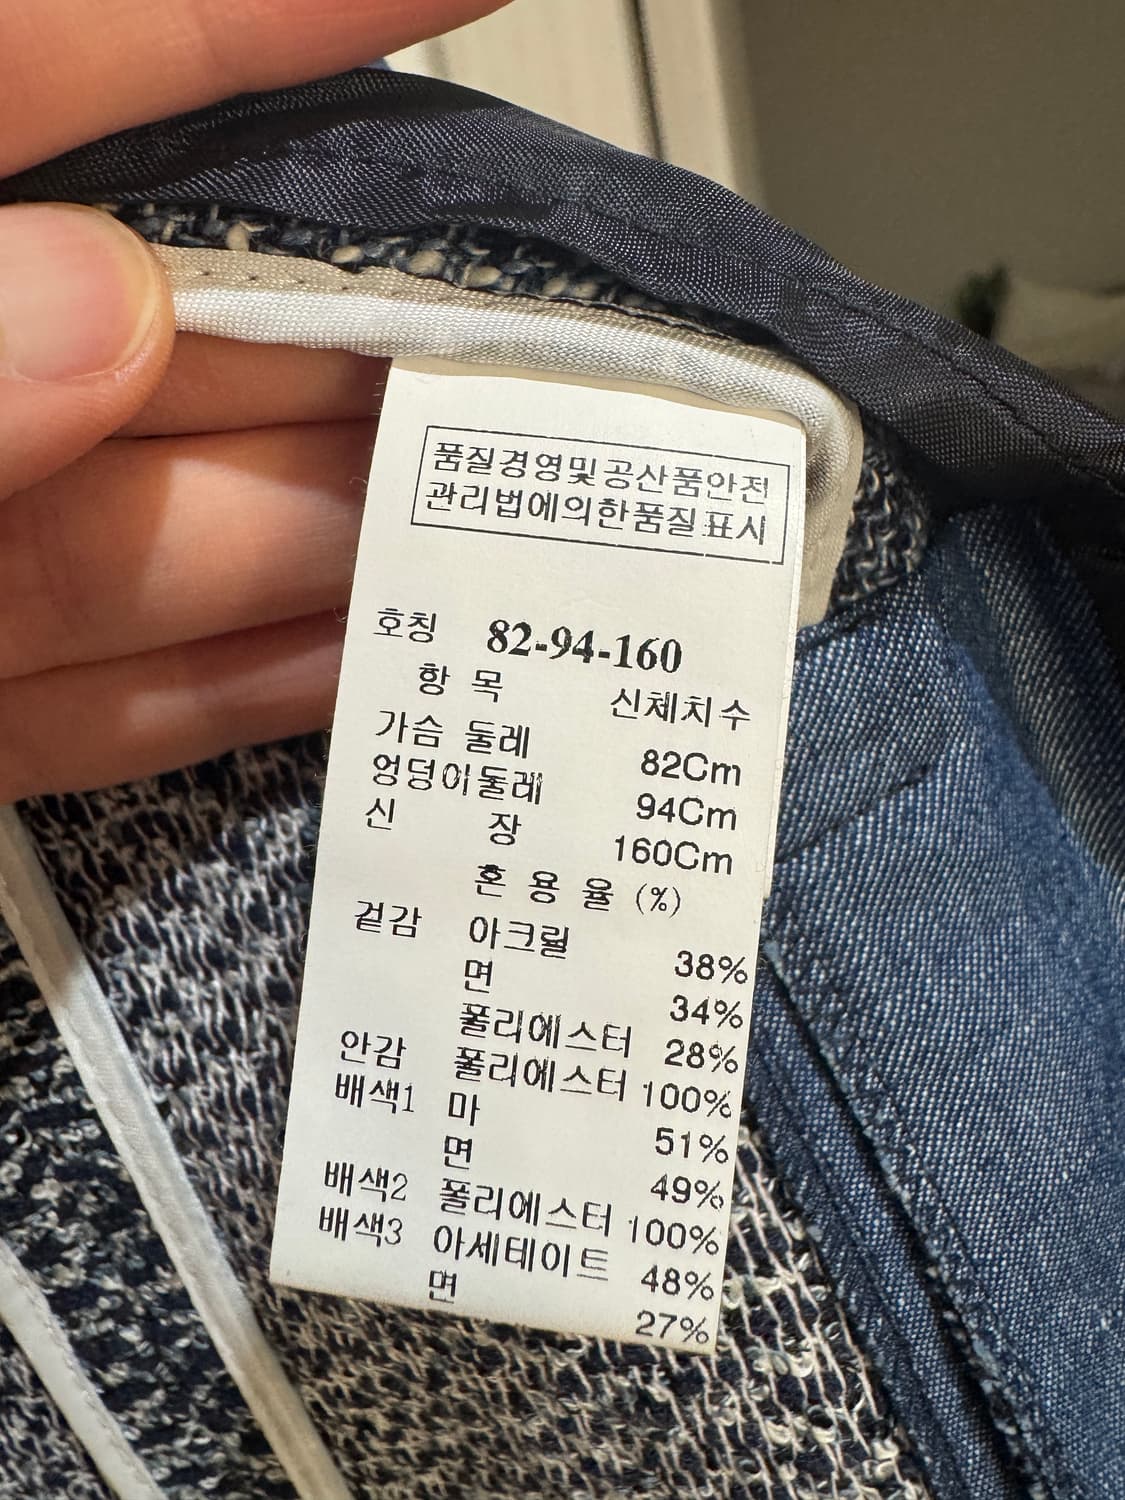 품질경영및공산품안전
관리법에의한품질표시
호칭 82-94-160
항 목 신체치수
가슴 둘레 82Cm
엉덩이둘레 94Cm
신 장 160Cm
혼 용 율 (%)
겉감 아크릴 38%
면 34%
폴리에스터 28%
안감 폴리에스터 100%
배색1 마 51%
면 49%
배색2 폴리에스터 100%
배색3 아세테이트 48%
면 27%